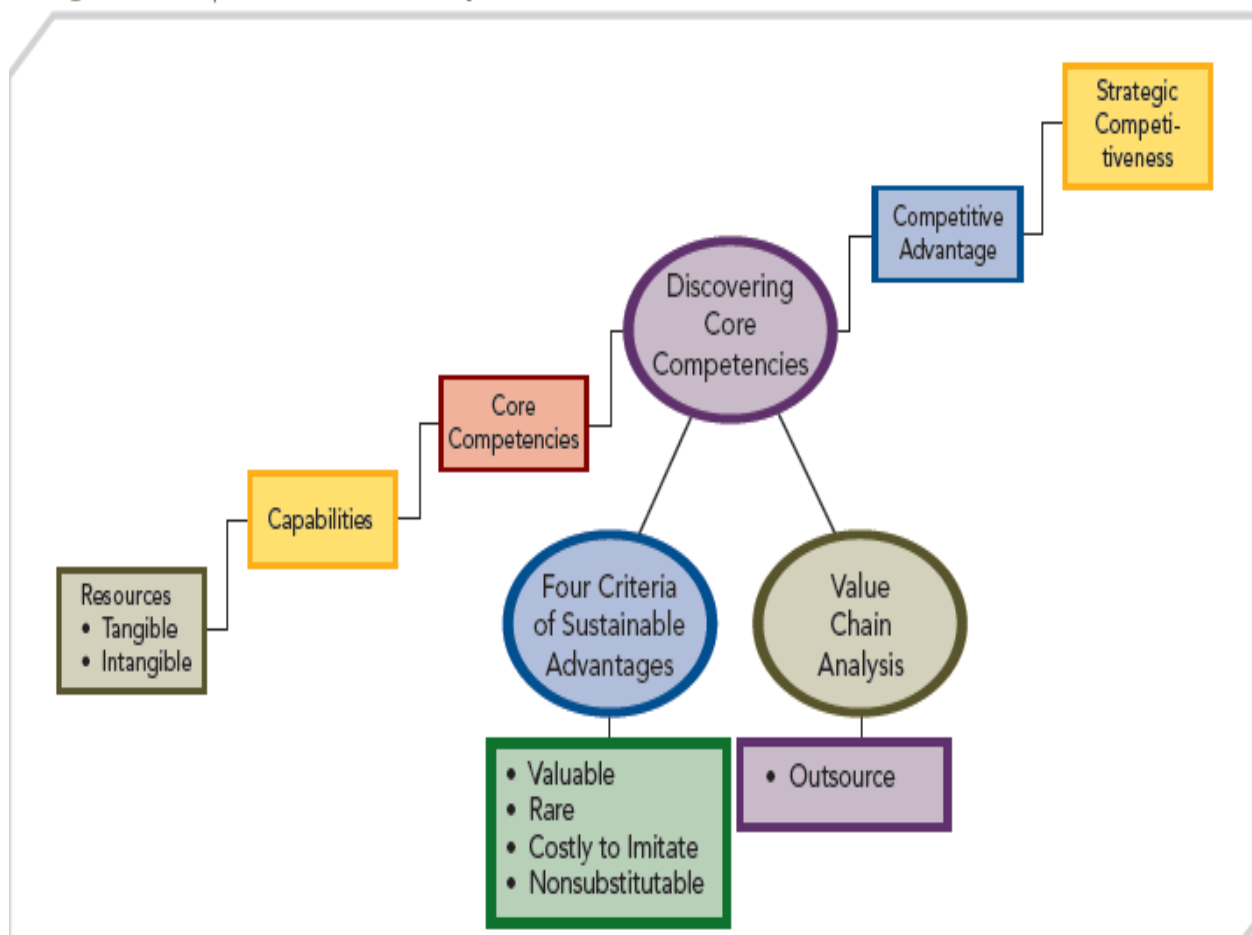 Strategic
Competi-
tiveness
Competitive
Advantage
Discovering
Core
Competencies
Core
Competencies
Capabilities
Resources
• Tangible
• Intangible
Four Criteria
of Sustainable
Advantages
Value
Chain
Analysis
• Valuable
• Rare
• Costly to Imitate
• Nonsubstitutable
• Outsource